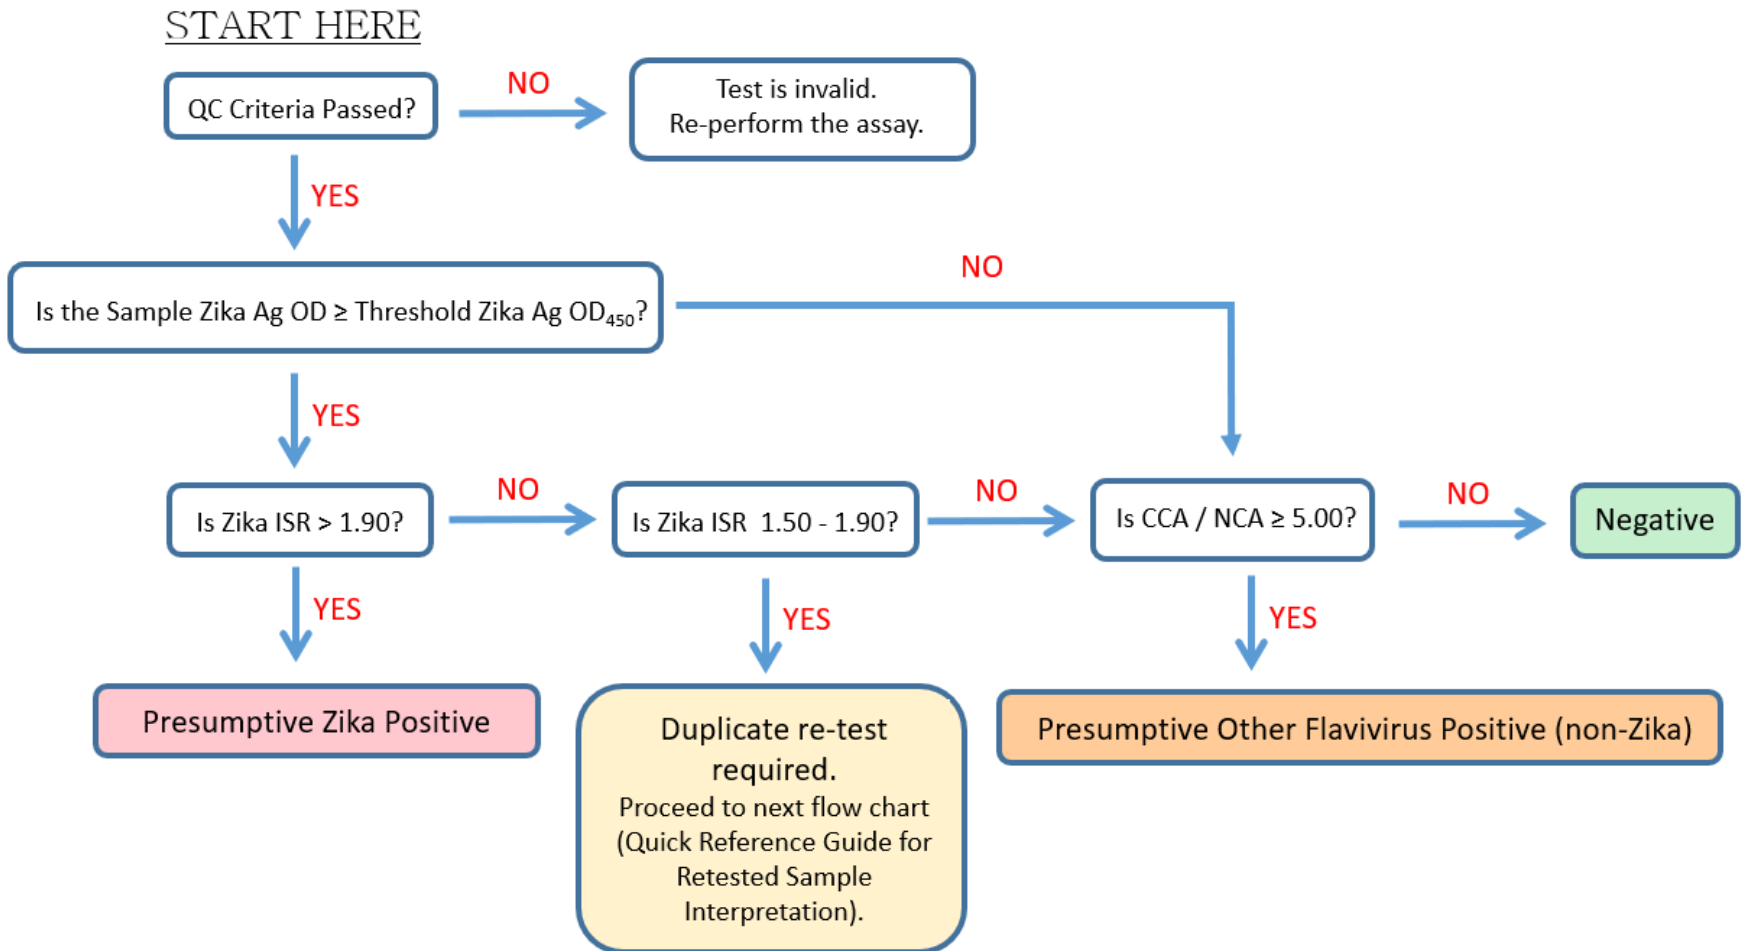 START HERE
QC Criteria Passed?
NO
Test is invalid.
Re-perform the assay.
YES
Is the Sample Zika Ag OD ≥ Threshold Zika Ag OD₄₅₀?
NO
YES
Is Zika ISR > 1.90?
NO
Is Zika ISR 1.50 - 1.90?
NO
Is CCA / NCA ≥ 5.00?
NO
Negative
YES
YES
YES
Presumptive Zika Positive
Duplicate re-test
required.
Proceed to next flow chart
(Quick Reference Guide for
Retested Sample
Interpretation).
Presumptive Other Flavivirus Positive (non-Zika)